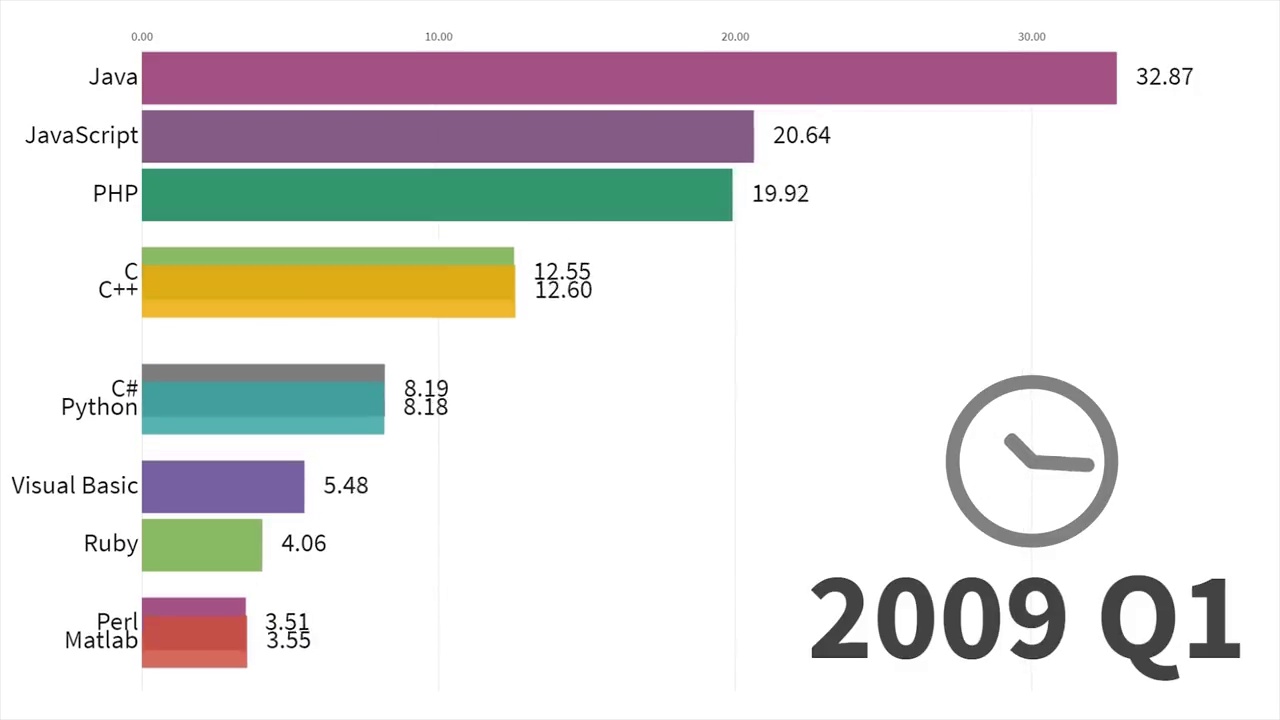 0.00 10.00 20.00 30.00
Java 32.87
JavaScript 20.64
PHP 19.92
C 12.55
C++ 12.60
C# 8.19
Python 8.18
Visual Basic 5.48
Ruby 4.06
Perl 3.51
Matlab 3.55
2009 Q1